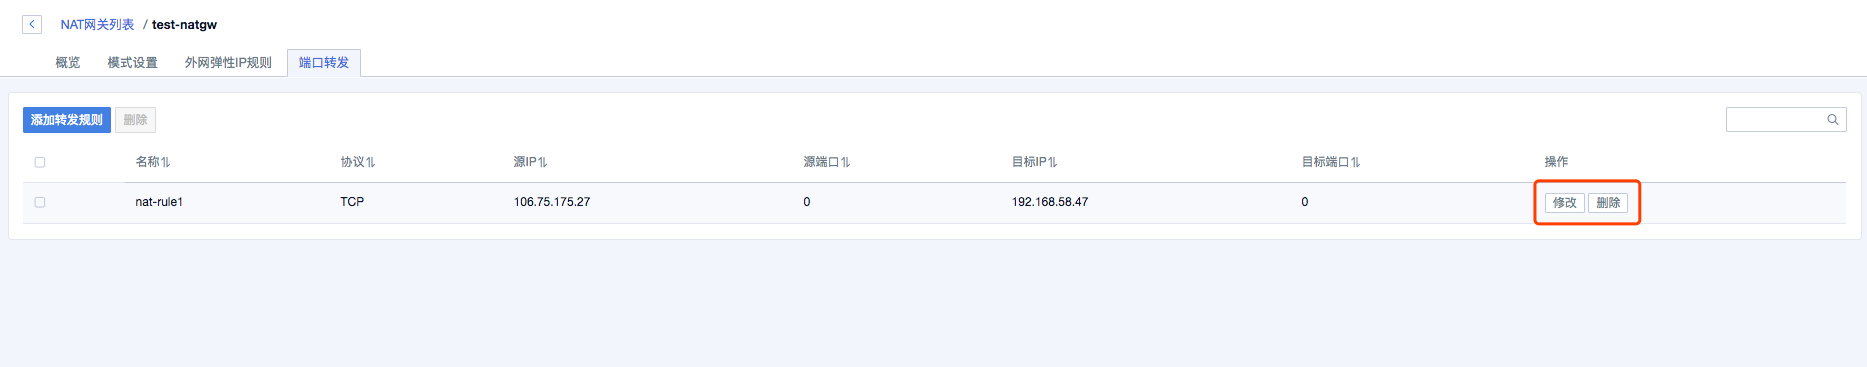 NAT网关列表 / test-natgw
概览 模式设置 外网弹性IP规则 端口转发
添加转发规则 删除
名称 协议 源IP 源端口 目标IP 目标端口 操作
nat-rule1 TCP 106.75.175.27 0 192.168.58.47 0 修改 删除